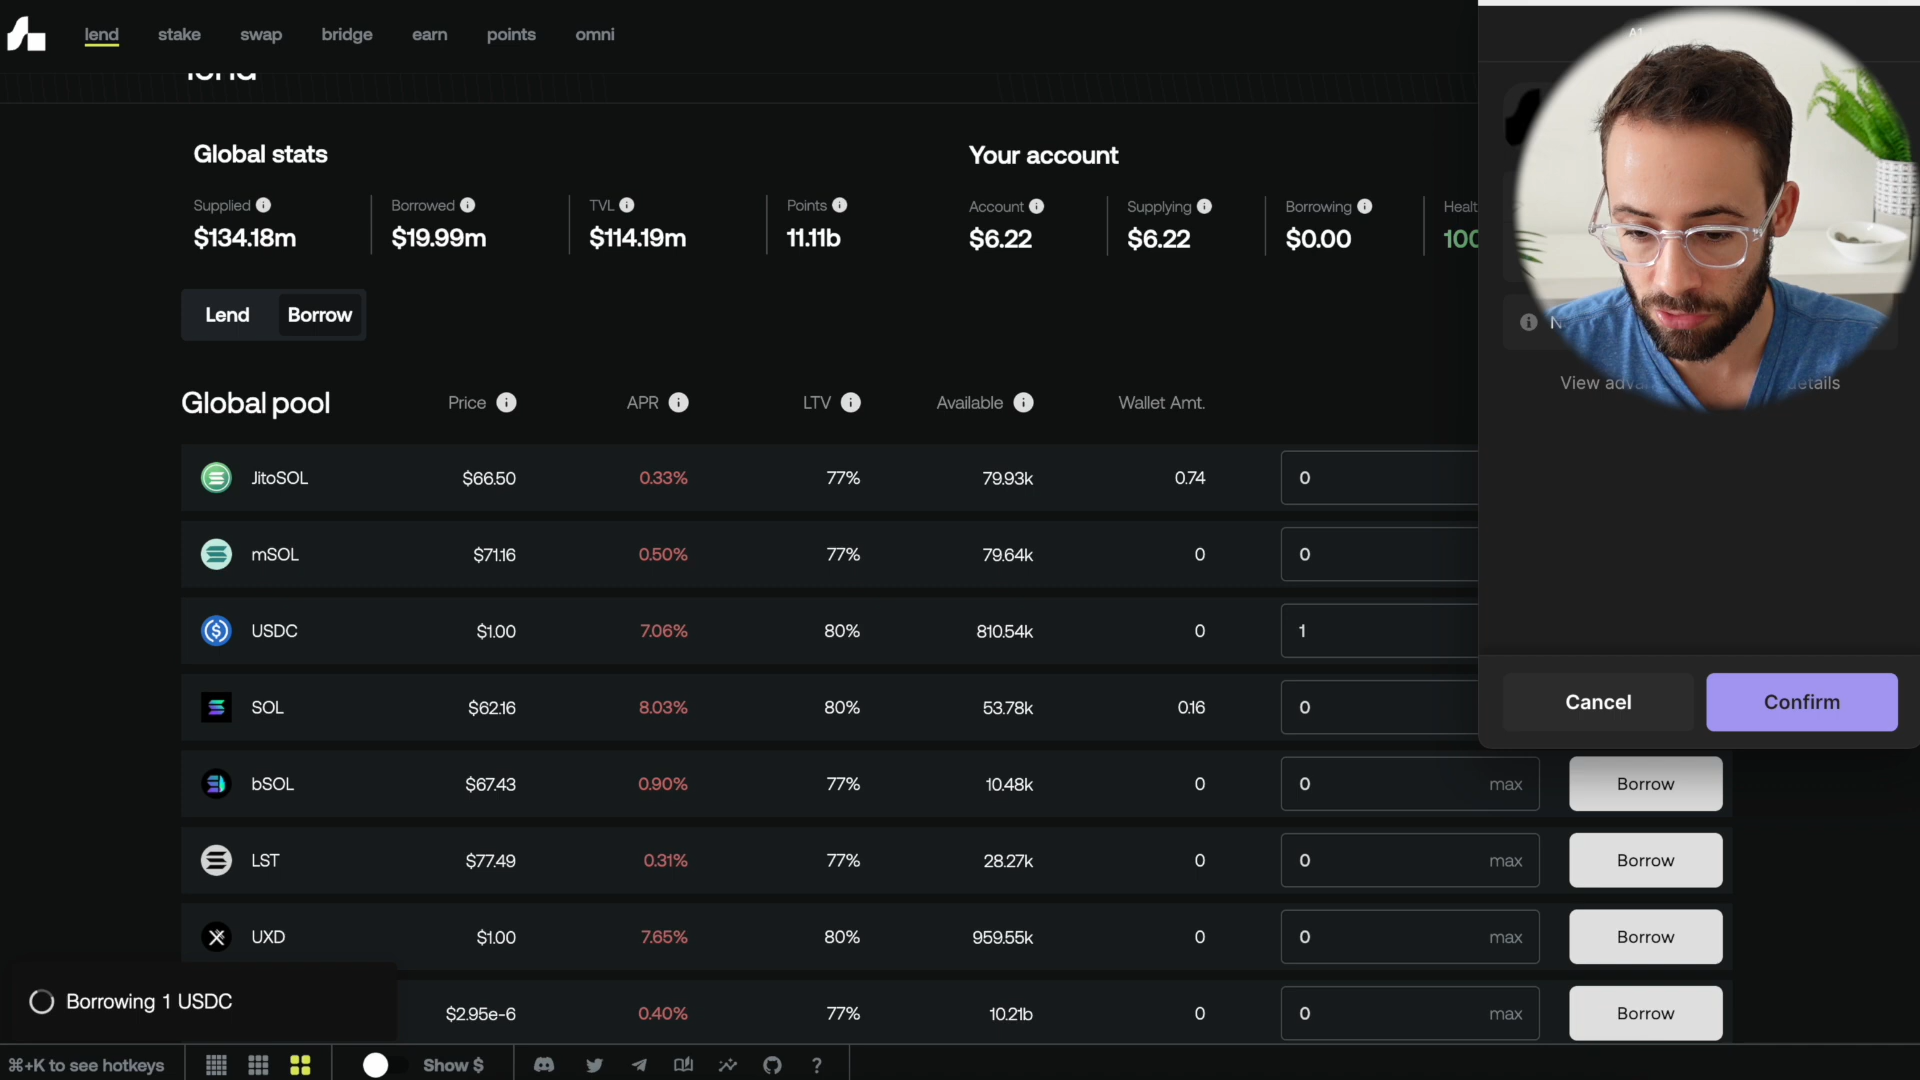 lend stake swap bridge earn points omni
lend
Global stats
Your account
Supplied Borrowed TVL Points
$134.18m $19.99m $114.19m 11.11b
Account Supplying Borrowing
$6.22 $6.22 $0.00 100
Lend Borrow
View details
Global pool Price APR LTV Available Wallet Amt.
JitoSOL $66.50 0.33% 77% 79.93k 0.74 0
mSOL $71.16 0.50% 77% 79.64k 0 0
USDC $1.00 7.06% 80% 810.54k 0 1
SOL $62.16 8.03% 80% 53.78k 0.16 0
Cancel Confirm
bSOL $67.43 0.90% 77% 10.48k 0 0 max Borrow
LST $77.49 0.31% 77% 28.27k 0 0 max Borrow
UXD $1.00 7.65% 80% 959.55k 0 0 max Borrow
Borrowing 1 USDC
$2.95e-6 0.40% 77% 10.21b 0 0 max Borrow
⌘+K to see hotkeys Show $ ?